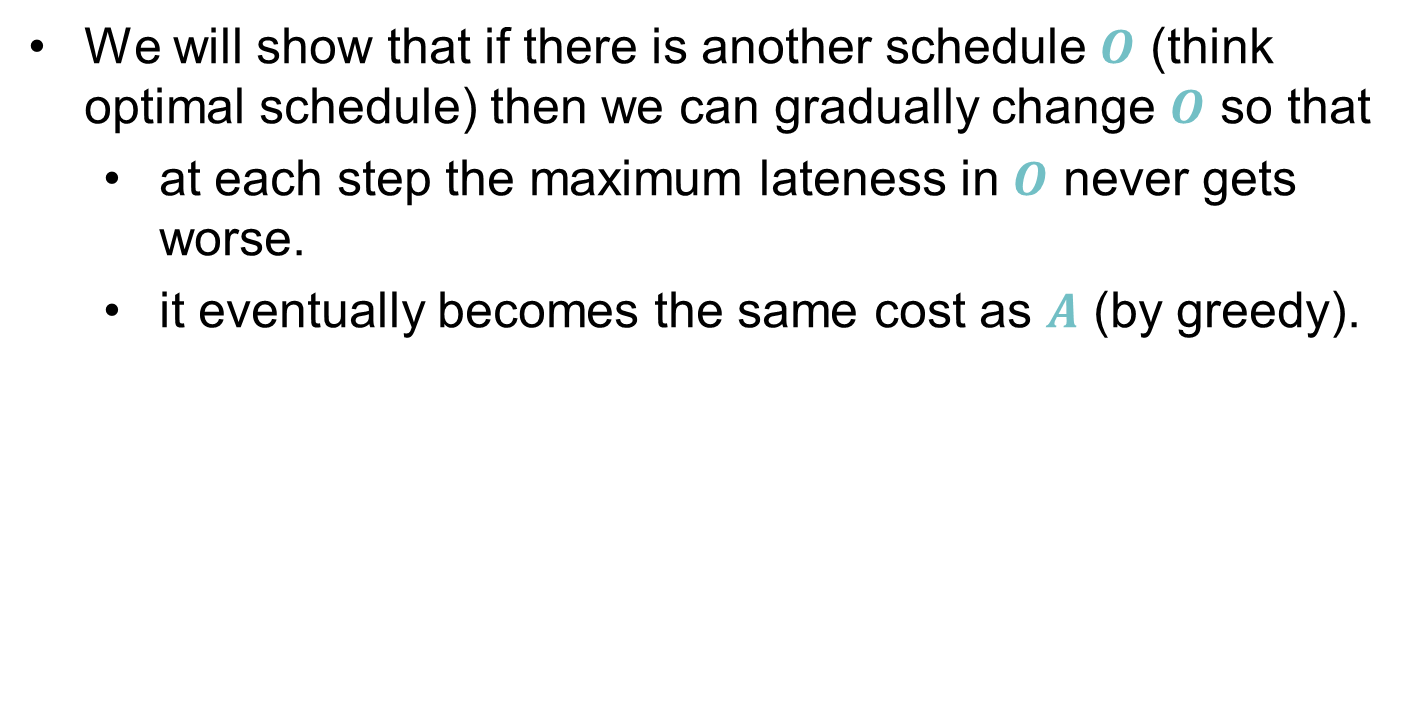 • We will show that if there is another schedule O (think
optimal schedule) then we can gradually change O so that
• at each step the maximum lateness in O never gets
worse.
• it eventually becomes the same cost as A (by greedy).